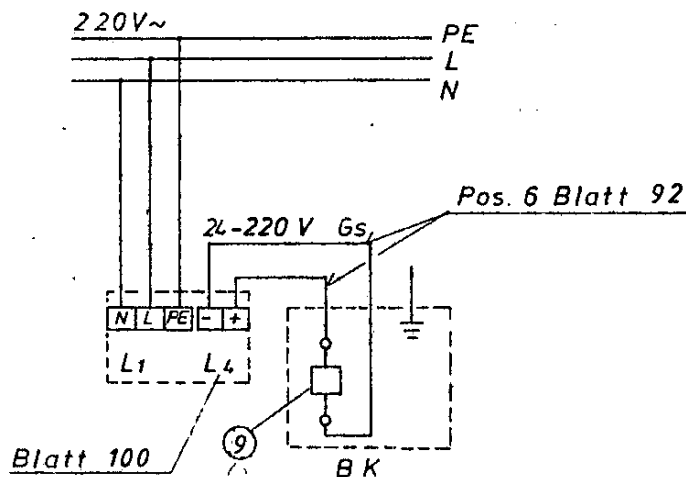 220V~
PE
L
N
Pos. 6 Blatt 92
24-220 V Gs
N L PE - +
L1 L4
9
Blatt 100
BK